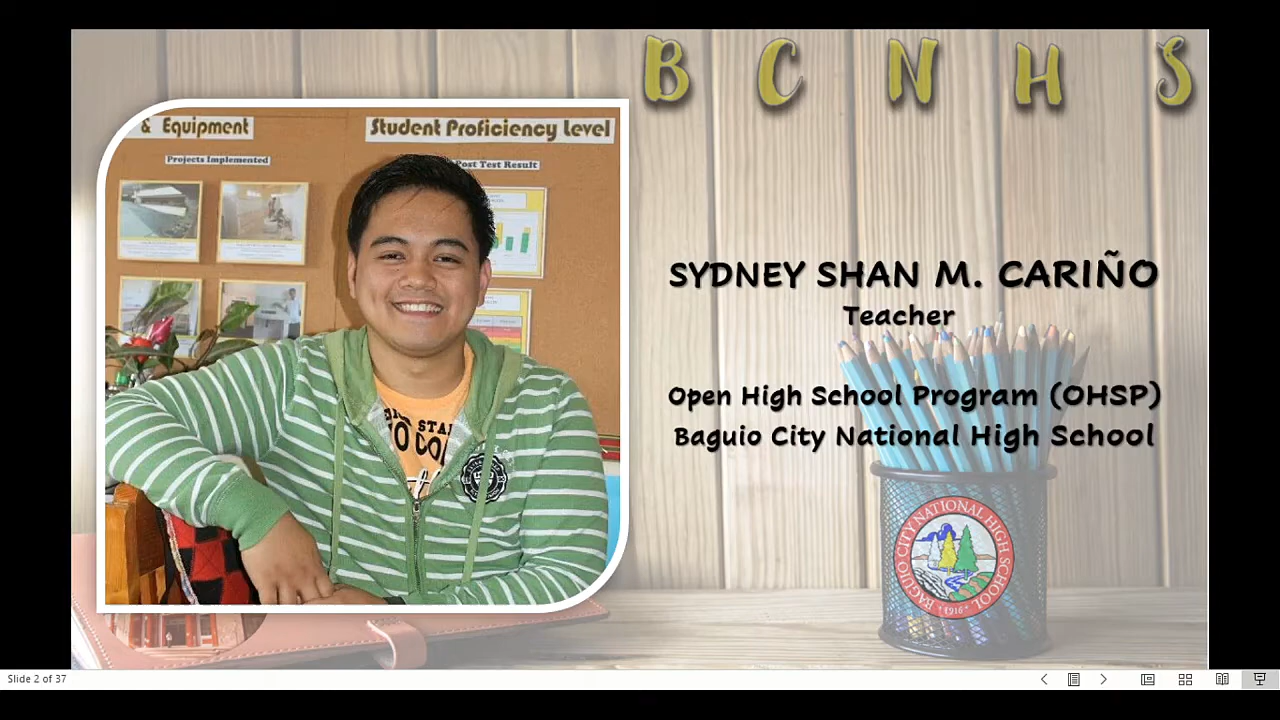 B C N H S
& Equipment
Student Proficiency Level
Projects Implemented
Post Test Result
SYDNEY SHAN M. CARIÑO
Teacher
Open High School Program (OHSP)
Baguio City National High School
BAGUIO CITY NATIONAL HIGH SCHOOL
1916
Slide 2 of 37